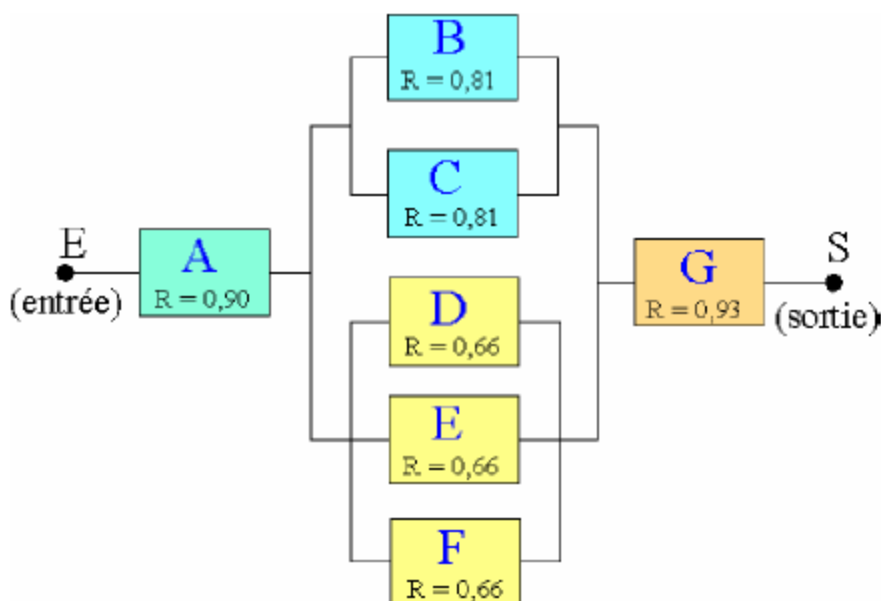 B
R = 0,81
C
R = 0,81
E
(entrée)
A
R = 0,90
D
R = 0,66
E
R = 0,66
F
R = 0,66
G
R = 0,93
S
(sortie)